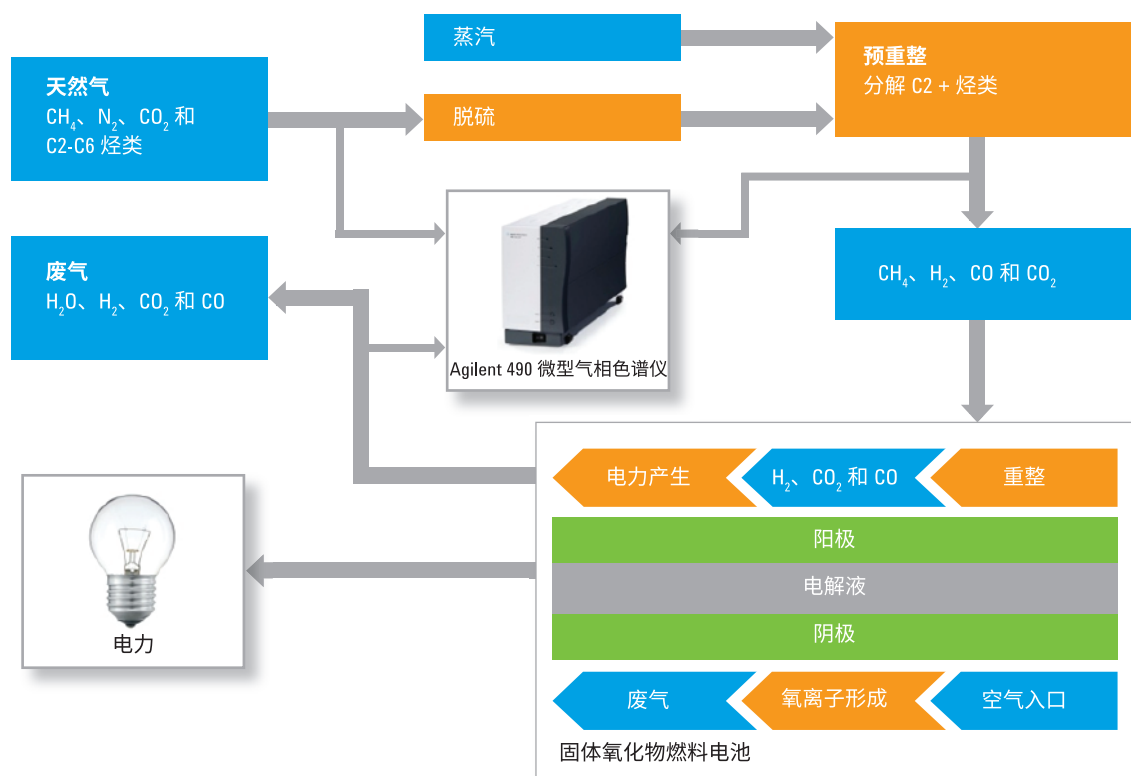 蒸汽
预重整
分解 C2 + 烃类
天然气
CH₄、N₂、CO₂ 和
C2-C6 烃类
脱硫
废气
H₂O、H₂、CO₂ 和 CO
CH₄、H₂、CO 和 CO₂
Agilent 490 微型气相色谱仪
电力产生
H₂、CO₂ 和 CO
重整
阳极
电解液
阴极
电力
废气
氧离子形成
空气入口
固体氧化物燃料电池